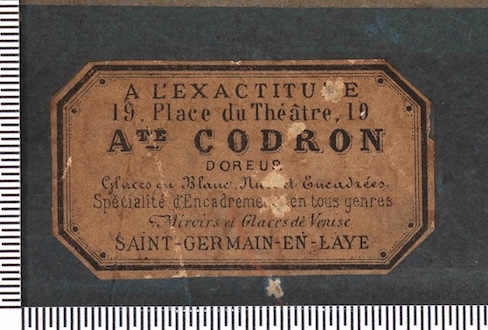 A L'EXACTITUDE
19, Place du Théâtre, 19
ATE CODRON
DOREUR
Glaces en Blanc, Nues et Encadrées.
Spécialité d'Encadrement en tous genres
Miroirs et Glaces de Venise
SAINT-GERMAIN-EN-LAYE